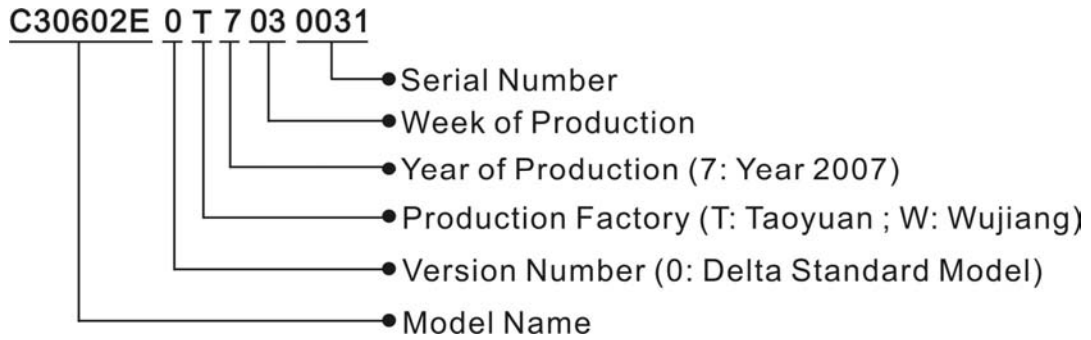 C30602E 0 T 7 03 0031
Serial Number
Week of Production
Year of Production (7: Year 2007)
Production Factory (T: Taoyuan ; W: Wujiang)
Version Number (0: Delta Standard Model)
Model Name